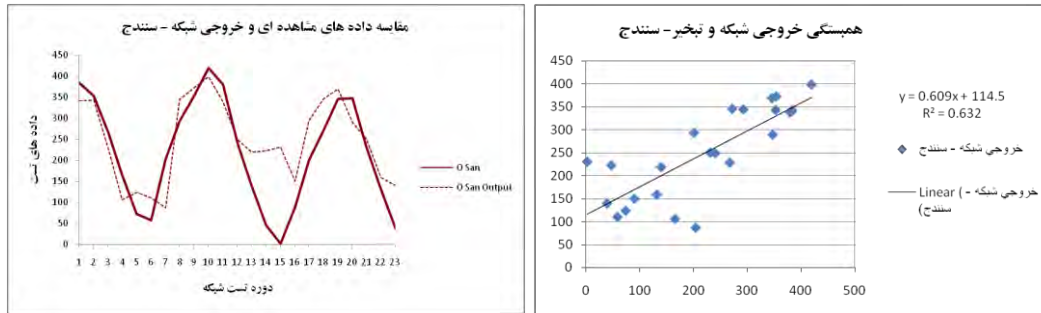 مقایسه داده های مشاهده ای و خروجی شبکه - سنندج
450
400
350
300
250
200
150
100
50
0
داده های تست
1 2 3 4 5 6 7 8 9 10 11 12 13 14 15 16 17 18 19 20 21 22 23
دوره تست شبکه
O San
O San Output
همبستگی خروجی شبکه و تبخیر- سنندج
450
400
350
300
250
200
150
100
50
0
0 100 200 300 400 500
y = 0.609x + 114.5
R² = 0.632
خروجی شبکه - سنندج
Linear (خروجی شبکه -
سنندج)